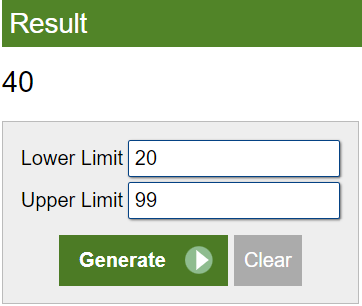 Result
40
Lower Limit 20
Upper Limit 99
Generate Clear